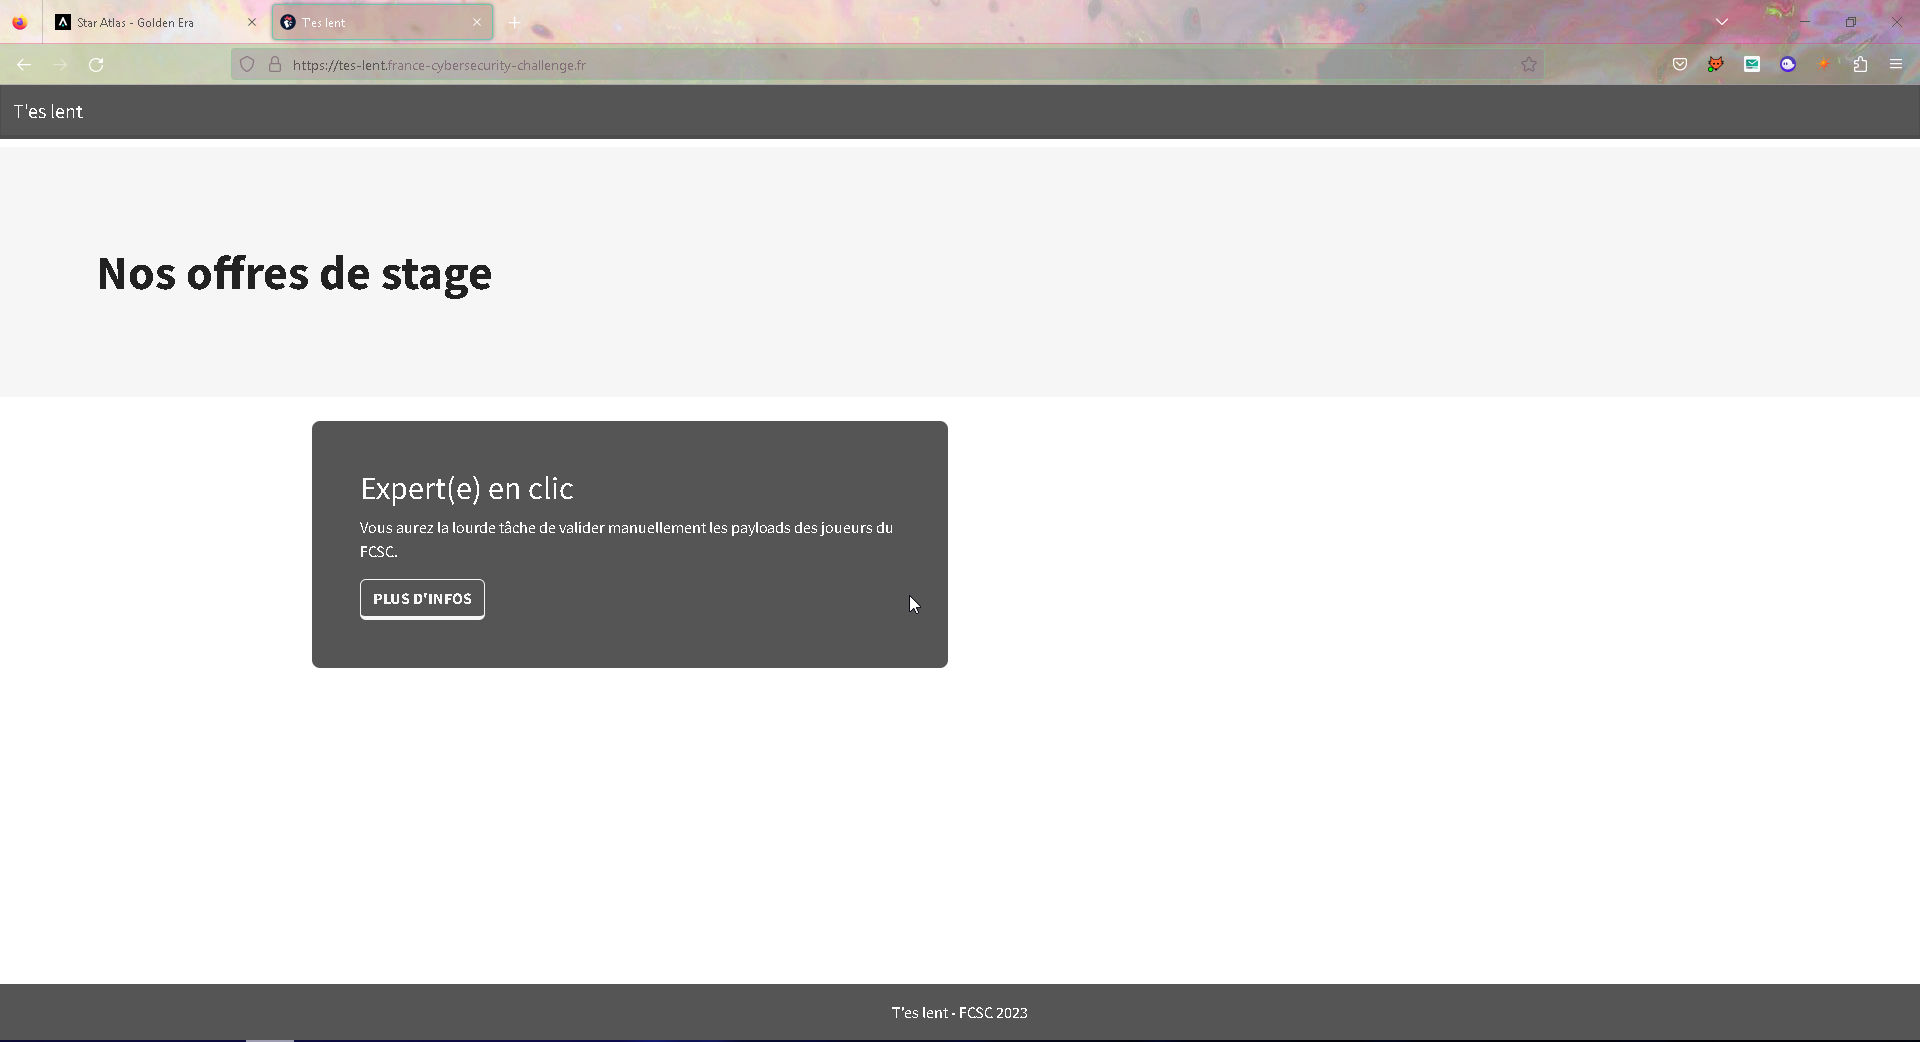 Star Atlas - Golden Era
T'es lent
https://tes-lent.france-cybersecurity-challenge.fr
T'es lent
Nos offres de stage
Expert(e) en clic
Vous aurez la lourde tâche de valider manuellement les payloads des joueurs du
FCSC.
PLUS D'INFOS
T'es lent - FCSC 2023